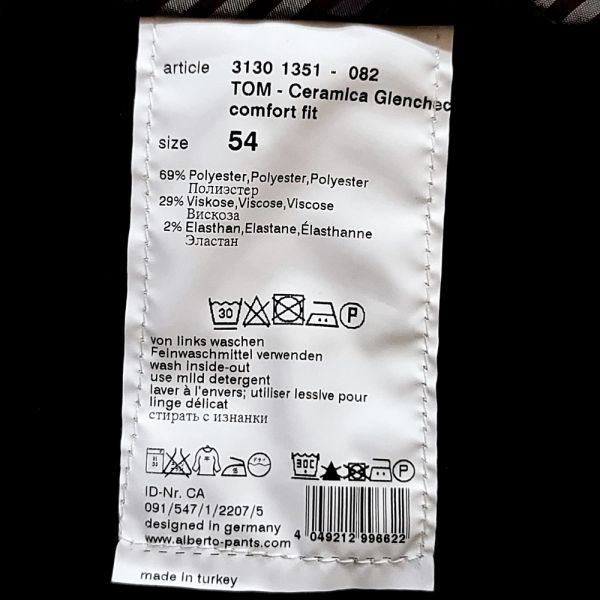 article 3130 1351 - 082
TOM - Ceramica Glenchec
comfort fit
size 54
69% Polyester,Polyester,Polyester
Полиэстер
29% Viskose,Viscose,Viscose
Вискоза
2% Elasthan,Elastane,Élasthanne
Эластан
30 P
von links waschen
Feinwaschmittel verwenden
wash inside-out
use mild detergent
laver à l'envers; utiliser lessive pour
linge délicat
стирать с изнанки
30C P
ID-Nr. CA
091/547/1/2207/5
designed in germany
www.alberto-pants.com
4 049212 996622
made in turkey